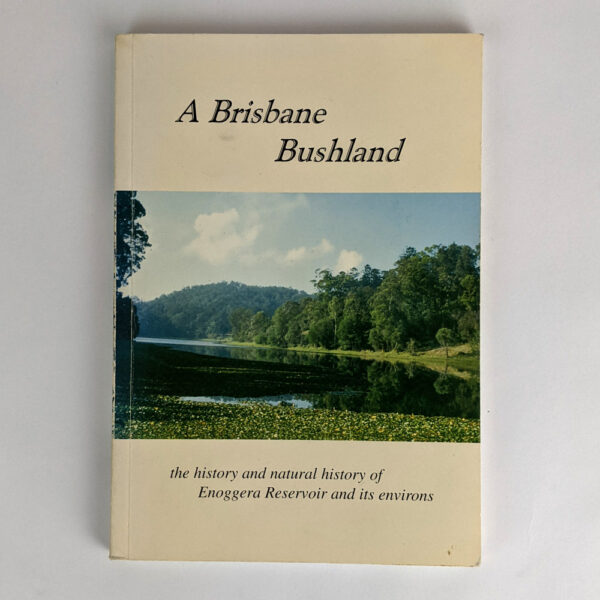 A Brisbane
Bushland
the history and natural history of
Enoggera Reservoir and its environs